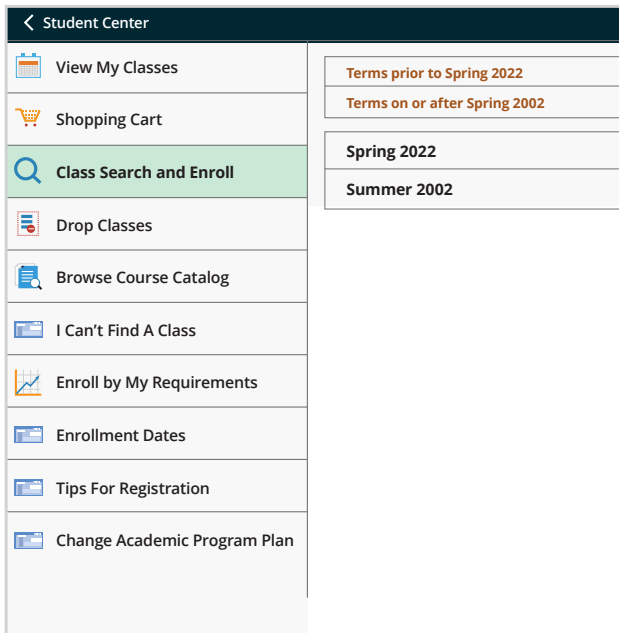 Student Center
View My Classes
Shopping Cart
Class Search and Enroll
Drop Classes
Browse Course Catalog
I Can’t Find A Class
Enroll by My Requirements
Enrollment Dates
Tips For Registration
Change Academic Program Plan
Terms prior to Spring 2022
Terms on or after Spring 2002
Spring 2022
Summer 2002